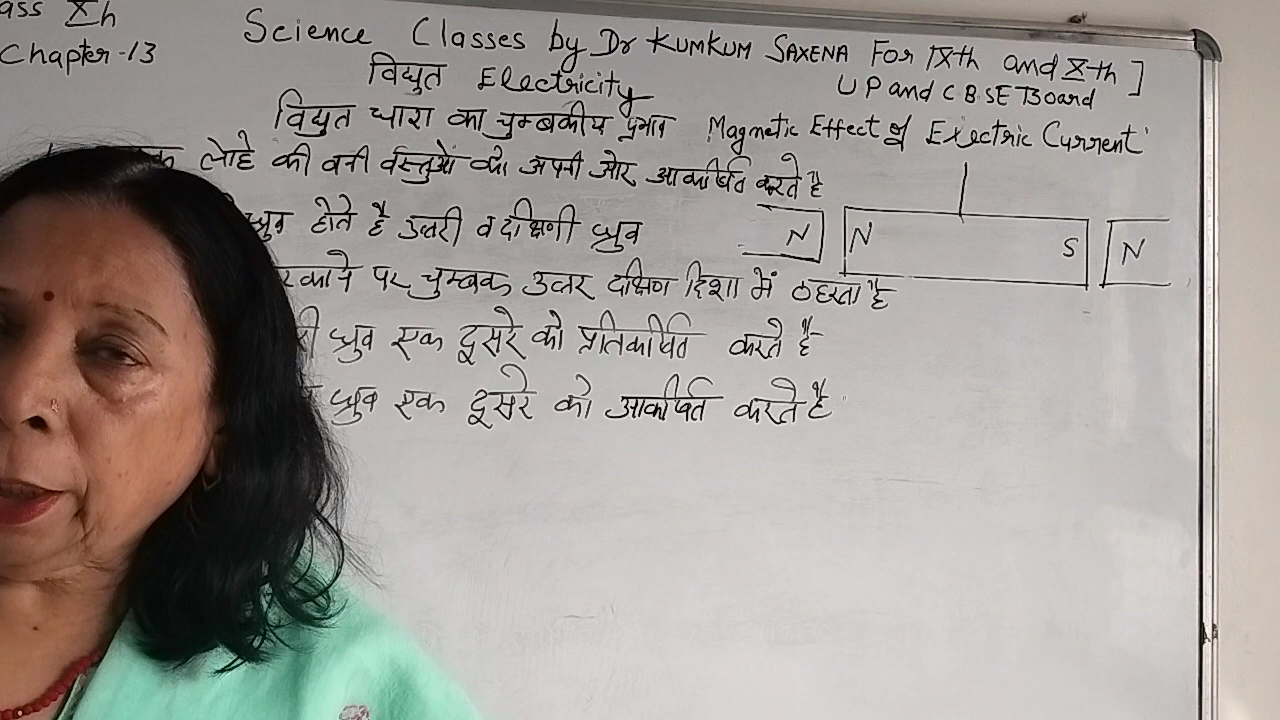 ass Xth
Chapter-13
Science Classes by Dr KUMKUM SAXENA For IXth and X-th ]
UP and CBSE Board
विद्युत Electricity
विद्युत धारा का चुम्बकीय प्रभाव Magnetic Effect of Electric Current
लोहे की बनी वस्तुओं को अपनी ओर आकर्षित करते है
ध्रुव होते है उत्तरी व दक्षिणी ध्रुव
पर चुम्बक उत्तर दक्षिण दिशा में ठहरता है
ध्रुव एक दूसरे को प्रतिकर्षित करते है
ध्रुव एक दूसरे को आकर्षित करते है
N N S N